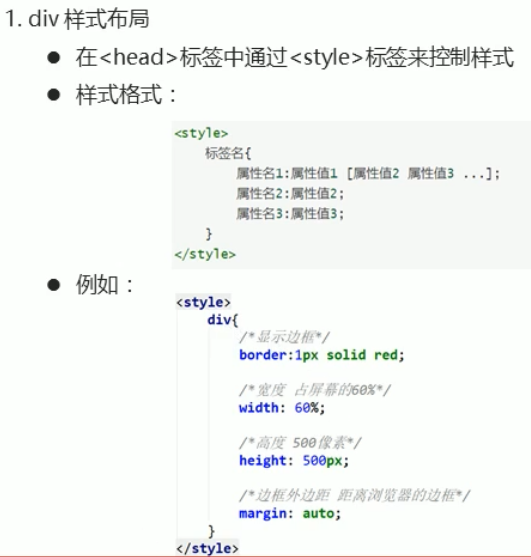 1. div 样式布局
● 在<head>标签中通过<style>标签来控制样式
● 样式格式：
<style>
标签名{
属性名1:属性值1 [属性值2 属性值3 ...];
属性名2:属性值2;
属性名3:属性值3;
}
</style>
● 例如：
<style>
div{
/*显示边框*/
border:1px solid red;
/*宽度 占屏幕的60%*/
width: 60%;
/*高度 500像素*/
height: 500px;
/*边框外边距 距离浏览器的边框*/
margin: auto;
}
</style>